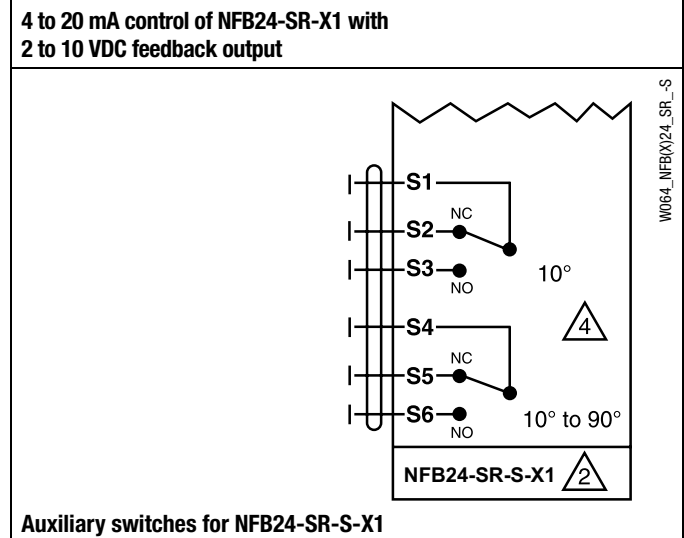 4 to 20 mA control of NFB24-SR-X1 with
2 to 10 VDC feedback output
W064_NFB(X)24_SR_-S
S1
NC
S2
S3
NO
10°
4
S4
NC
S5
S6
NO
10° to 90°
NFB24-SR-S-X1 2
Auxiliary switches for NFB24-SR-S-X1